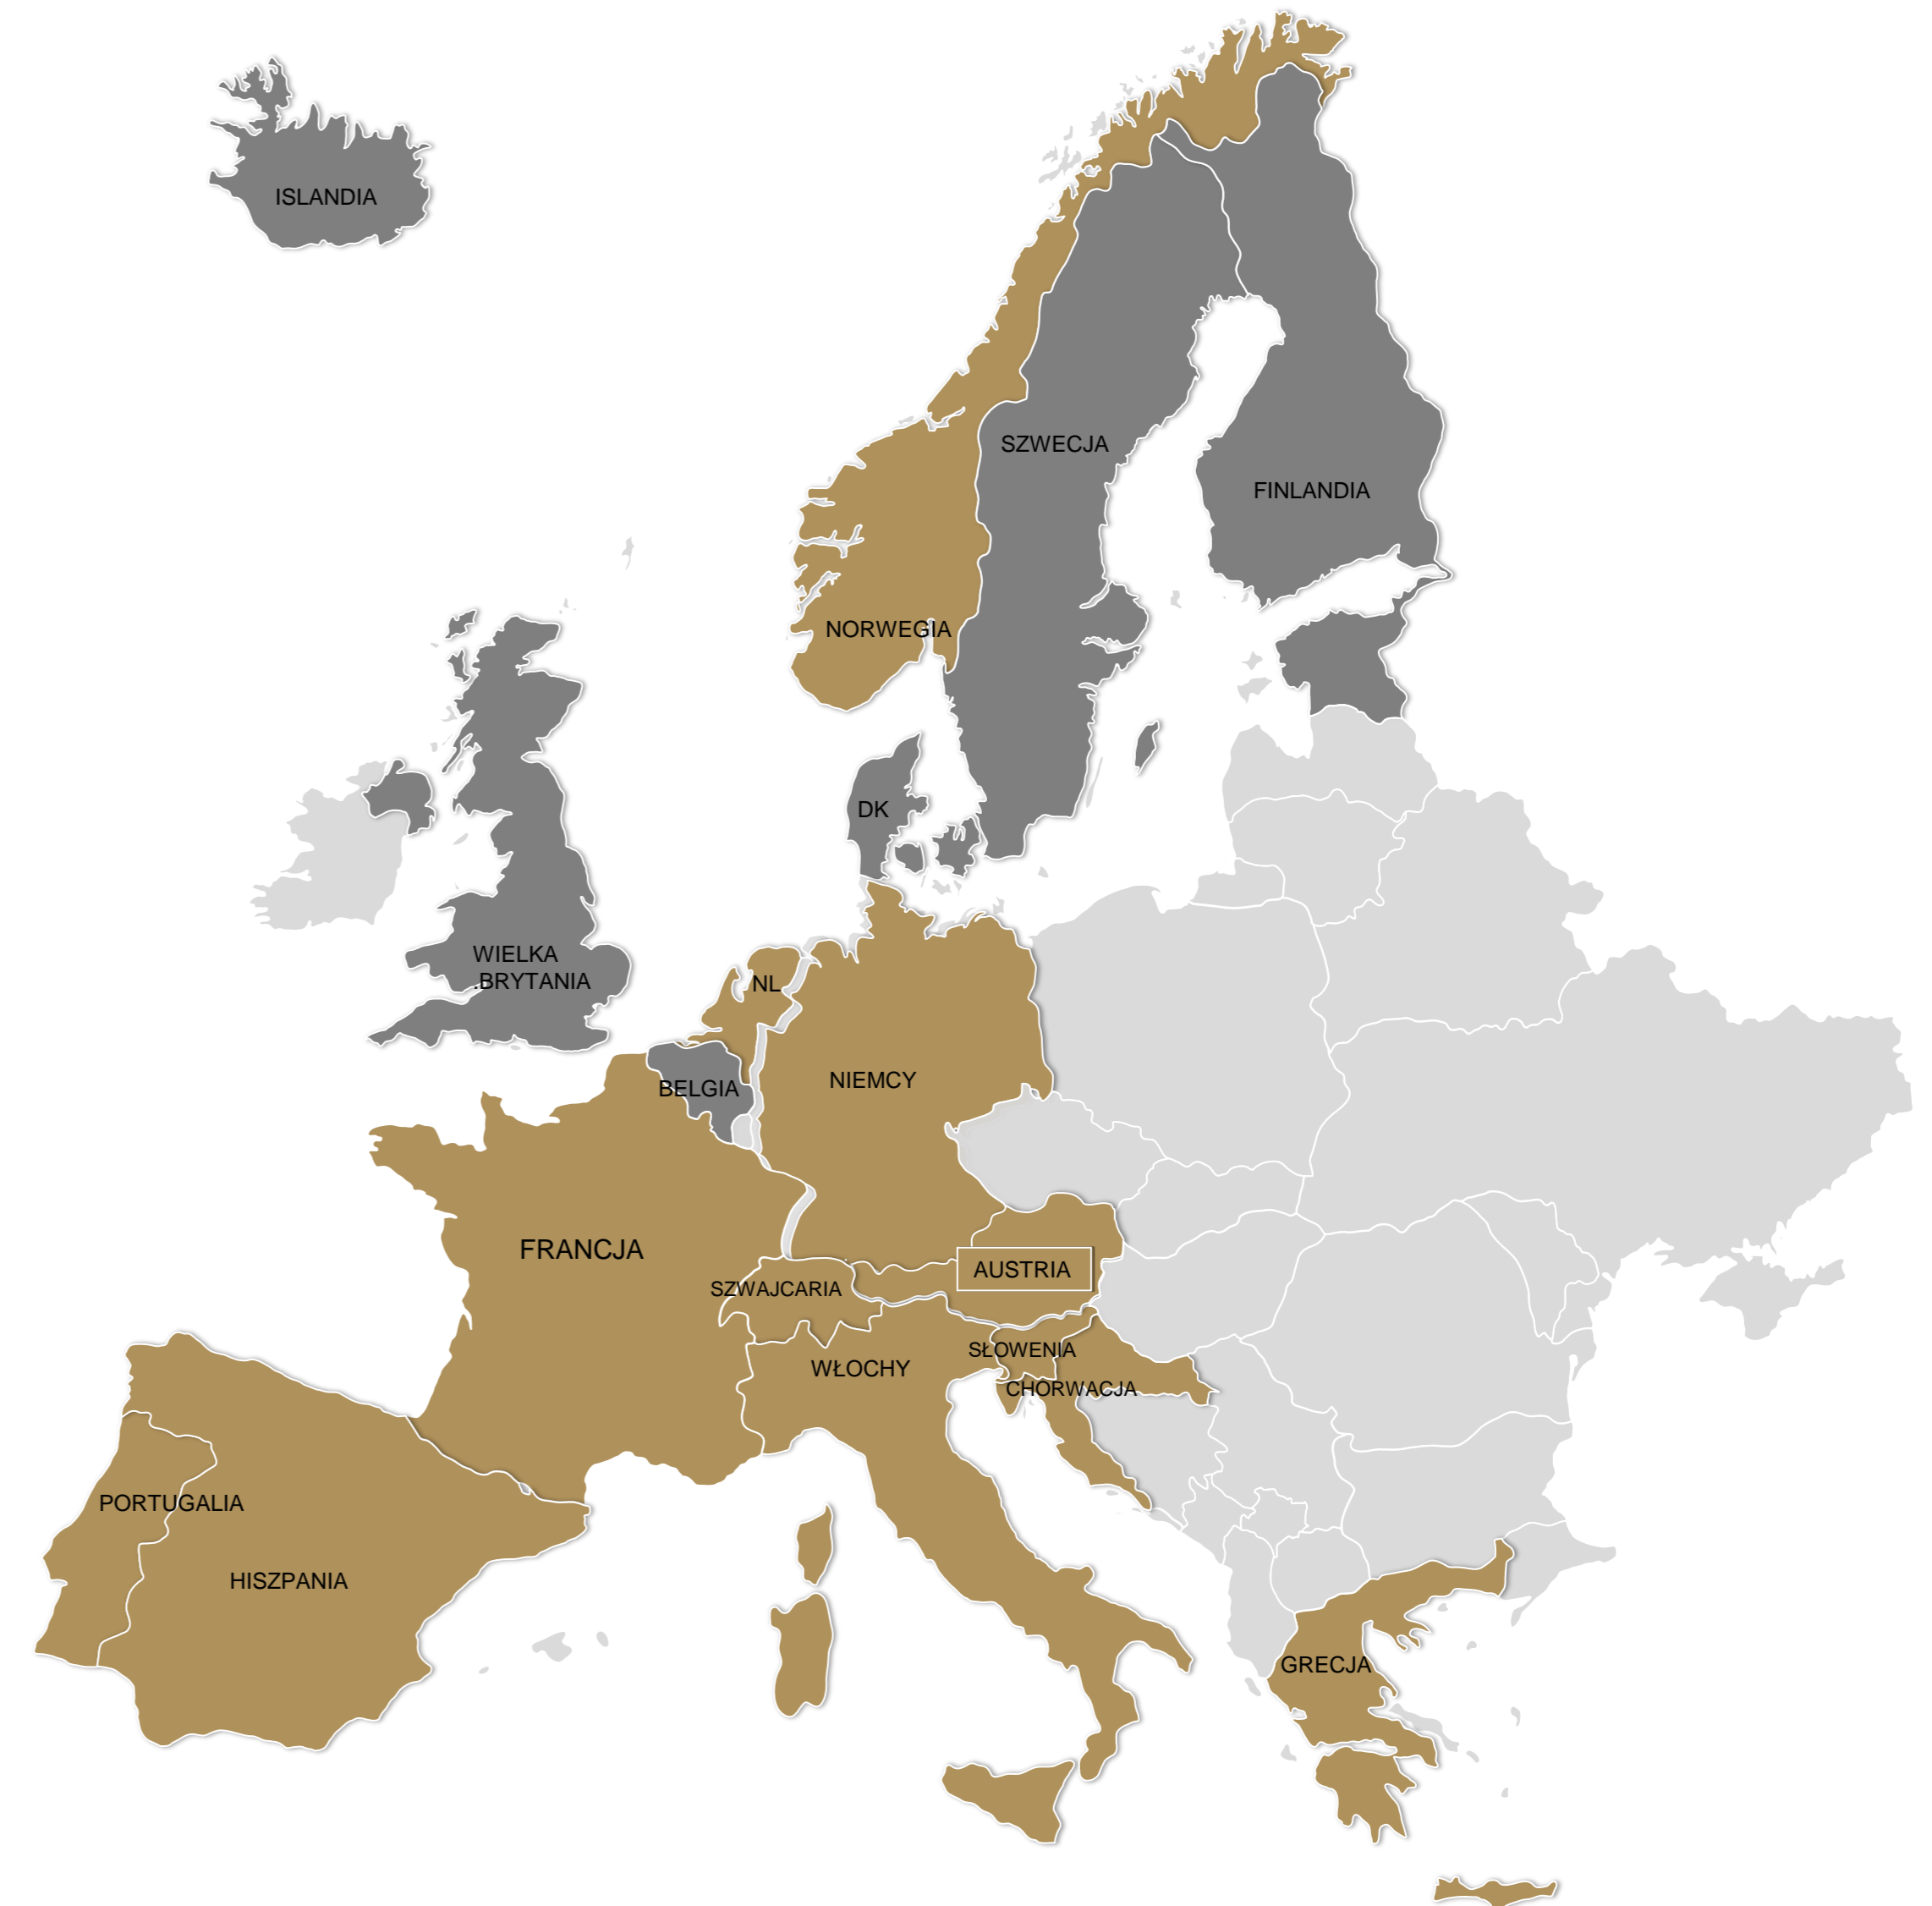 ISLANDIA
SZWECJA
FINLANDIA
NORWEGIA
DK
WIELKA
.BRYTANIA
NL
BELGIA
NIEMCY
FRANCJA
AUSTRIA
SZWAJCARIA
SŁOWENIA
WŁOCHY
CHORWACJA
PORTUGALIA
HISZPANIA
GRECJA